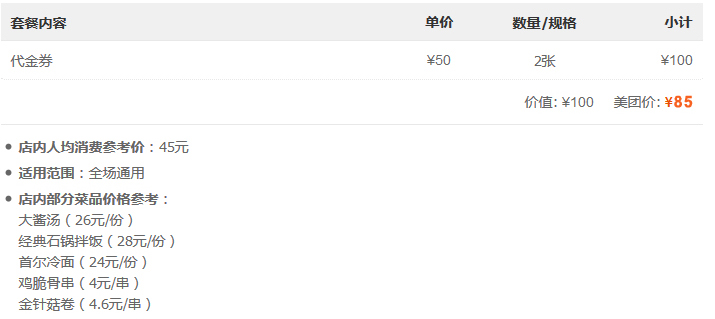 套餐内容 单价 数量/规格 小计
代金券 ¥50 2张 ¥100
价值: ¥100 美团价: ¥85
店内人均消费参考价：45元
适用范围：全场通用
店内部分菜品价格参考：
大酱汤（26元/份）
经典石锅拌饭（28元/份）
首尔冷面（24元/份）
鸡脆骨串（4元/串）
金针菇卷（4.6元/串）